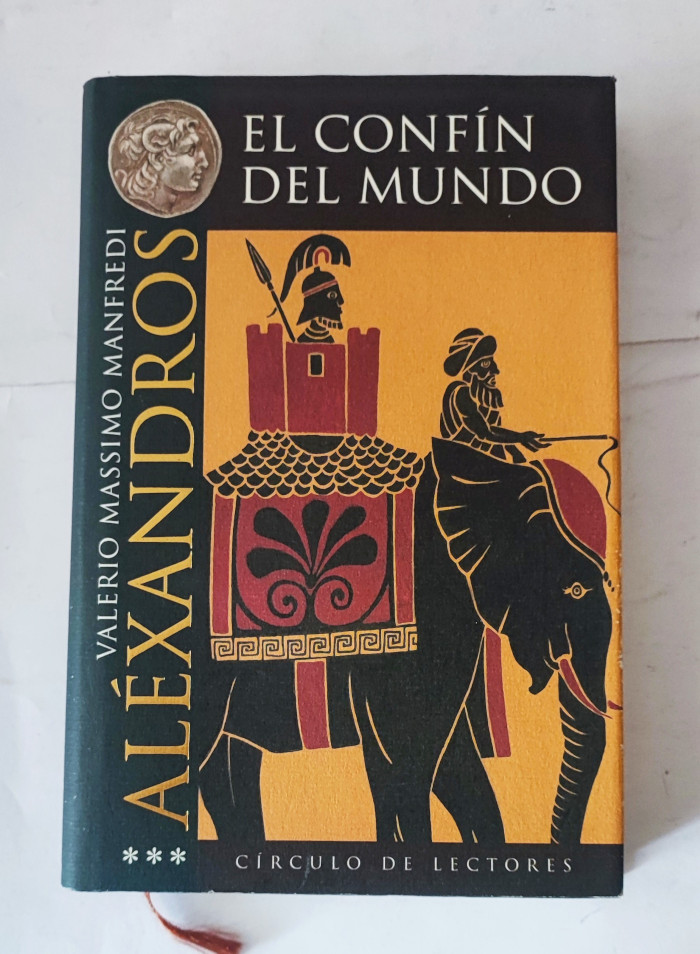 EL CONFÍN
DEL MUNDO
VALERIO MASSIMO MANFREDI
ALÉXANDROS
***
CÍRCULO DE LECTORES